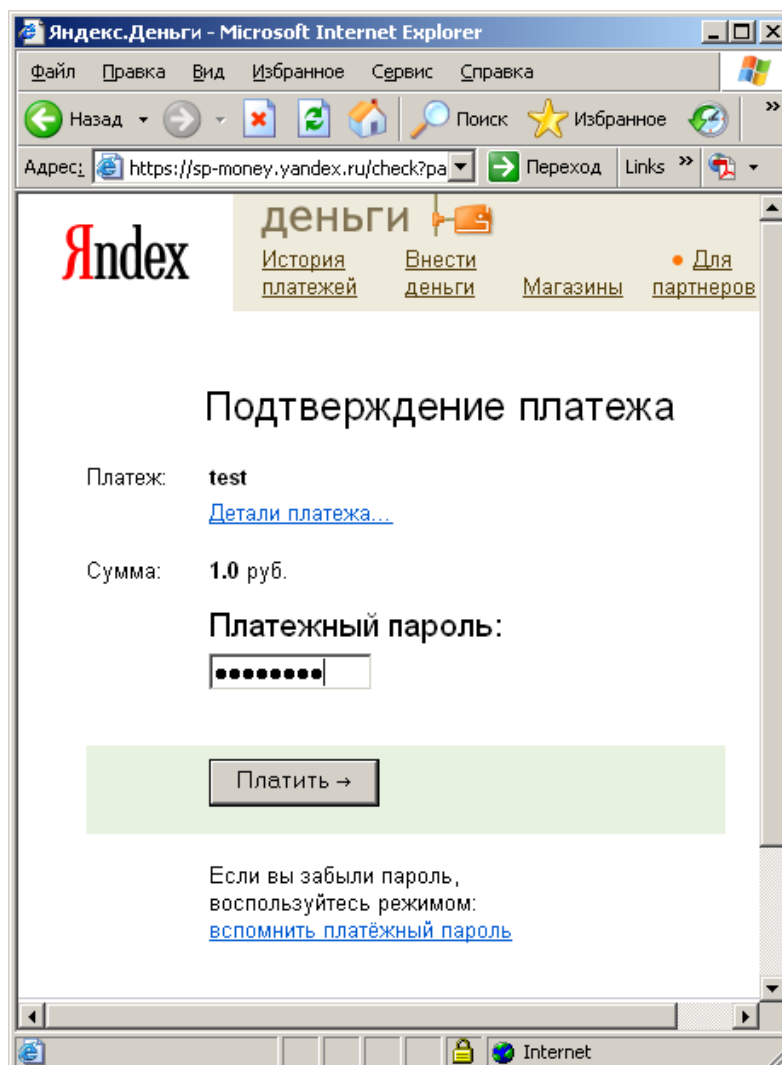 Яндекс.Деньги - Microsoft Internet Explorer
Файл Правка Вид Избранное Сервис Справка
Назад Поиск Избранное »
Адрес: https://sp-money.yandex.ru/check?pa Переход Links »
Яndex
деньги
История платежей Внести деньги Магазины • Для партнеров
Подтверждение платежа
Платеж: test
Детали платежа...
Сумма: 1.0 руб.
Платежный пароль:
••••••••
Платить →
Если вы забыли пароль,
воспользуйтесь режимом:
вспомнить платёжный пароль
Internet